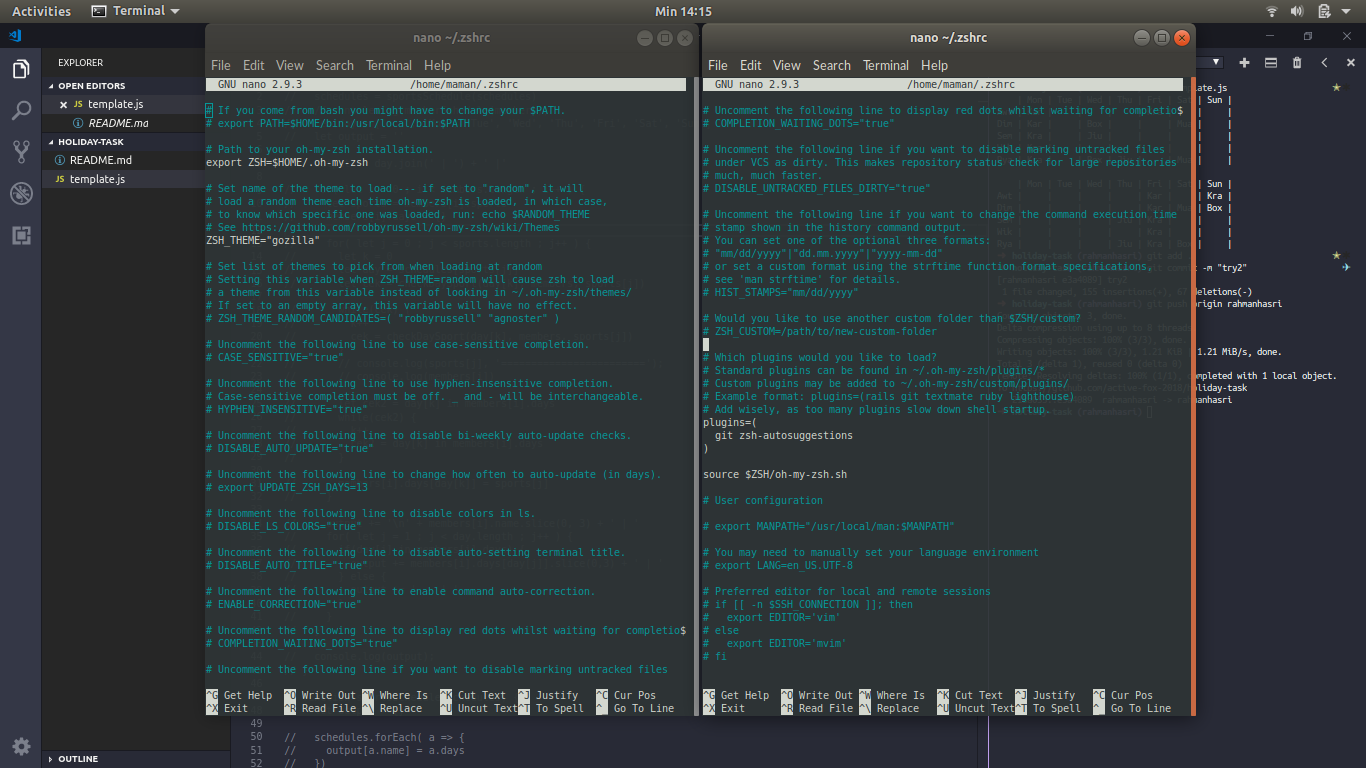 Activities
Terminal
Min 14:15
EXPLORER
OPEN EDITORS
JS template.js
README.md
HOLIDAY-TASK
README.md
JS template.js
OUTLINE
nano ~/.zshrc
File Edit View Search Terminal Help
GNU nano 2.9.3 /home/maman/.zshrc
# If you come from bash you might have to change your $PATH.
# export PATH=$HOME/bin:/usr/local/bin:$PATH
# Path to your oh-my-zsh installation.
export ZSH=$HOME/.oh-my-zsh
# Set name of the theme to load --- if set to "random", it will
# load a random theme each time oh-my-zsh is loaded, in which case,
# to know which specific one was loaded, run: echo $RANDOM_THEME
# See https://github.com/robbyrussell/oh-my-zsh/wiki/Themes
ZSH_THEME="gozilla"
# Set list of themes to pick from when loading at random
# Setting this variable when ZSH_THEME=random will cause zsh to load
# a theme from this variable instead of looking in ~/.oh-my-zsh/themes/
# If set to an empty array, this variable will have no effect.
# ZSH_THEME_RANDOM_CANDIDATES=( "robbyrussell" "agnoster" )
# Uncomment the following line to use case-sensitive completion.
# CASE_SENSITIVE="true"
# Uncomment the following line to use hyphen-insensitive completion.
# Case-sensitive completion must be off. _ and - will be interchangeable.
# HYPHEN_INSENSITIVE="true"
# Uncomment the following line to disable bi-weekly auto-update checks.
# DISABLE_AUTO_UPDATE="true"
# Uncomment the following line to change how often to auto-update (in days).
# export UPDATE_ZSH_DAYS=13
# Uncomment the following line to disable colors in ls.
# DISABLE_LS_COLORS="true"
# Uncomment the following line to disable auto-setting terminal title.
# DISABLE_AUTO_TITLE="true"
# Uncomment the following line to enable command auto-correction.
# ENABLE_CORRECTION="true"
# Uncomment the following line to display red dots whilst waiting for completio$
# COMPLETION_WAITING_DOTS="true"
# Uncomment the following line if you want to disable marking untracked files
^G Get Help ^O Write Out ^W Where Is ^K Cut Text ^J Justify ^C Cur Pos
^X Exit ^R Read File ^\ Replace ^U Uncut Text ^T To Spell ^_ Go To Line
nano ~/.zshrc
File Edit View Search Terminal Help
GNU nano 2.9.3 /home/maman/.zshrc
# Uncomment the following line to display red dots whilst waiting for completio$
# COMPLETION_WAITING_DOTS="true"
# Uncomment the following line if you want to disable marking untracked files
# under VCS as dirty. This makes repository status check for large repositories
# much, much faster.
# DISABLE_UNTRACKED_FILES_DIRTY="true"
# Uncomment the following line if you want to change the command execution time
# stamp shown in the history command output.
# You can set one of the optional three formats:
# "mm/dd/yyyy"|"dd.mm.yyyy"|"yyyy-mm-dd"
# or set a custom format using the strftime function format specifications,
# see 'man strftime' for details.
# HIST_STAMPS="mm/dd/yyyy"
# Would you like to use another custom folder than $ZSH/custom?
# ZSH_CUSTOM=/path/to/new-custom-folder
# Which plugins would you like to load?
# Standard plugins can be found in ~/.oh-my-zsh/plugins/*
# Custom plugins may be added to ~/.oh-my-zsh/custom/plugins/
# Example format: plugins=(rails git textmate ruby lighthouse)
# Add wisely, as too many plugins slow down shell startup.
plugins=(
git zsh-autosuggestions
)
source $ZSH/oh-my-zsh.sh
# User configuration
# export MANPATH="/usr/local/man:$MANPATH"
# You may need to manually set your language environment
# export LANG=en_US.UTF-8
# Preferred editor for local and remote sessions
# if [[ -n $SSH_CONNECTION ]]; then
#   export EDITOR='vim'
# else
#   export EDITOR='mvim'
# fi
^G Get Help ^O Write Out ^W Where Is ^K Cut Text ^J Justify ^C Cur Pos
^X Exit ^R Read File ^\ Replace ^U Uncut Text ^T To Spell ^_ Go To Line
late.js
| Sun |
| Sun |
| Kra |
| Box |
-m "try2"
deletions(-)
origin rahmanhasri
1.21 MiB/s, done.
completed with 1 local object.
holiday-task
rahmanhasri
49
50 // schedules.forEach( a => {
51 // output[a.name] = a.days
52 // })